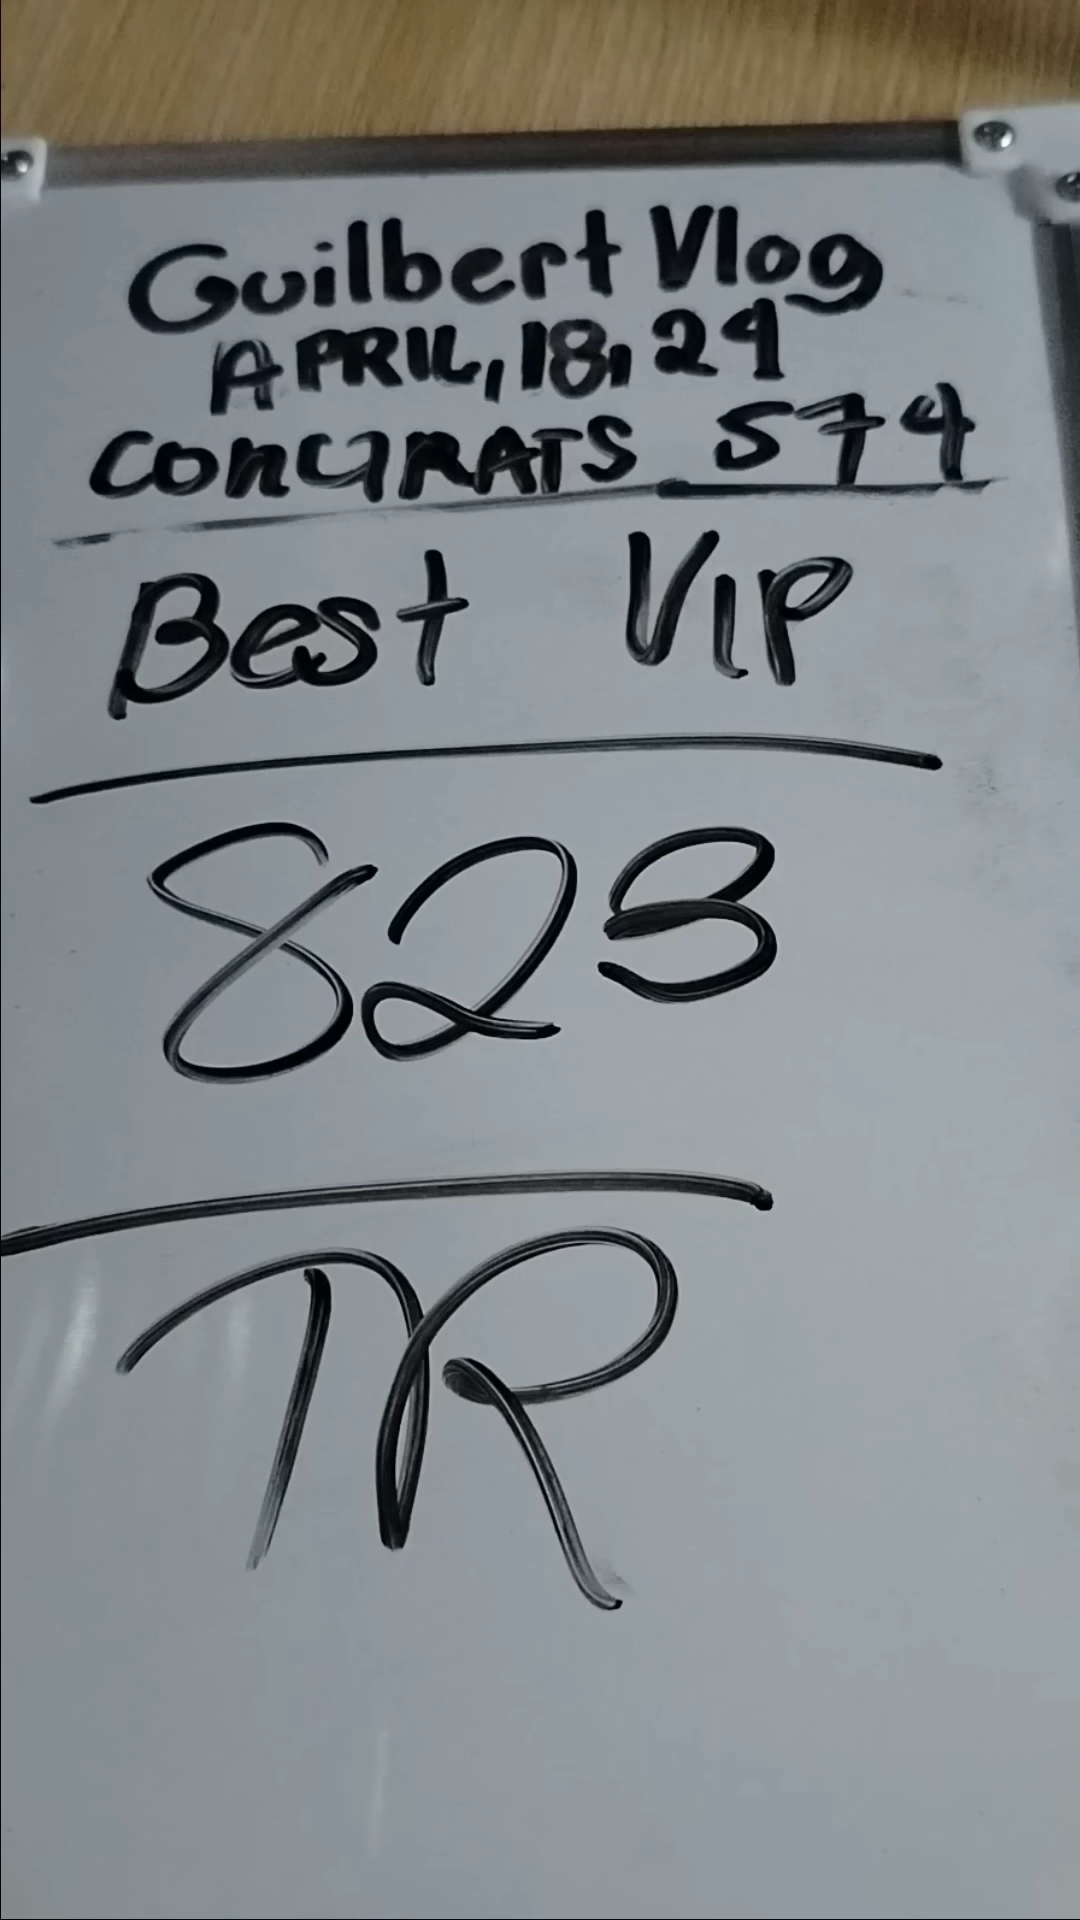 Guilbert Vlog
APRIL, 18, 24
CONGRATS 574
Best VIP
823
TR